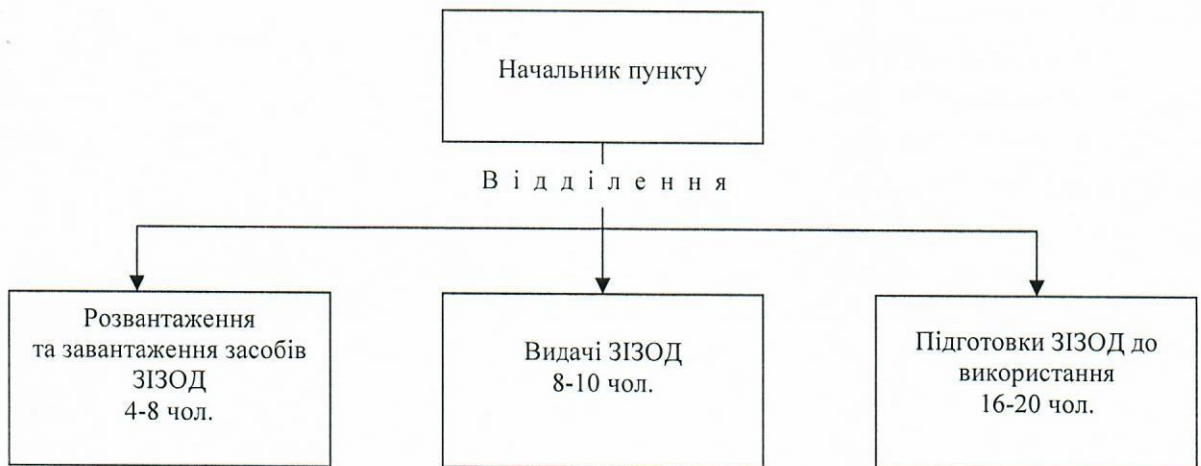 Начальник пункту
Відділення
Розвантаження
та завантаження засобів
ЗІЗОД
4-8 чол.
Видачі ЗІЗОД
8-10 чол.
Підготовки ЗІЗОД до
використання
16-20 чол.